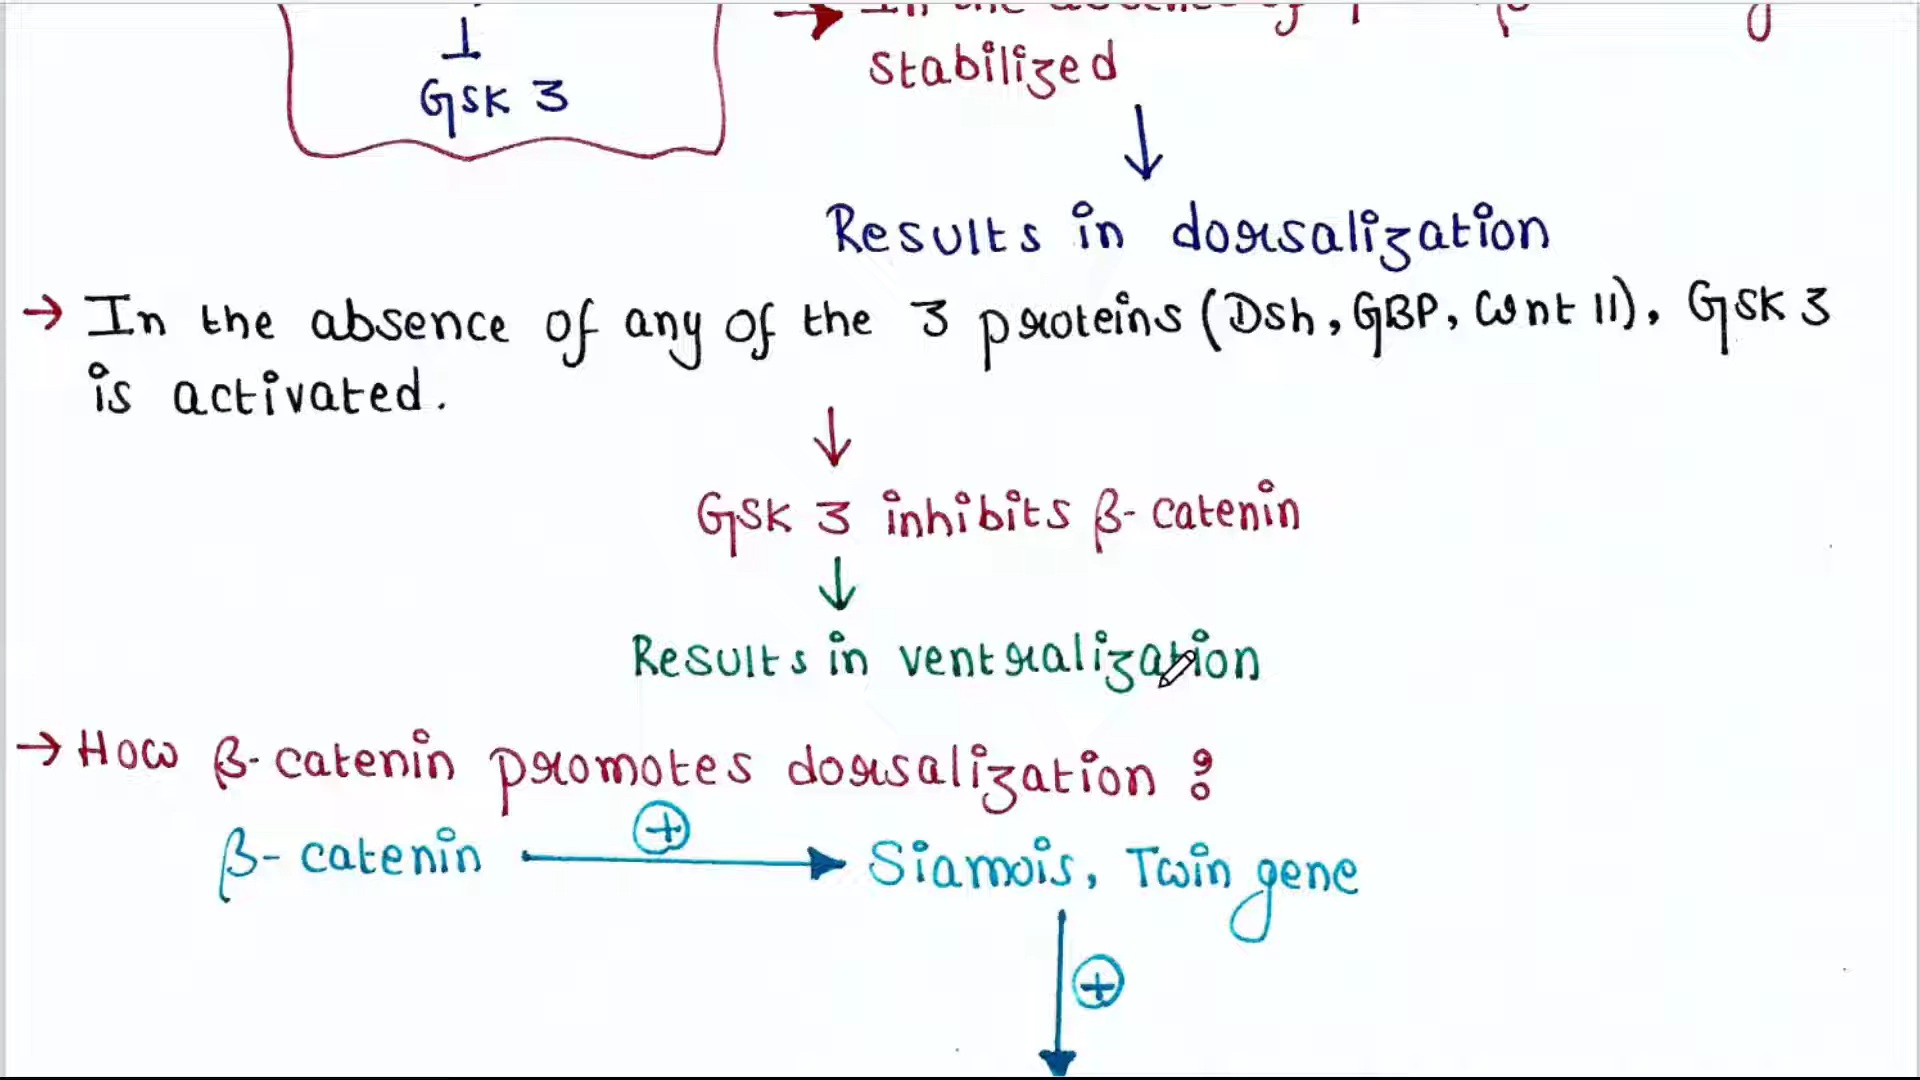 GSK 3
stabilized
Results in dorsalization
→ In the absence of any of the 3 proteins (Dsh, GBP, Wnt 11), GSK 3
is activated.
GSK 3 inhibits β-catenin
Results in ventralization
→ How β-catenin promotes dorsalization ?
β-catenin ⊕ Siamois, Twin gene
⊕